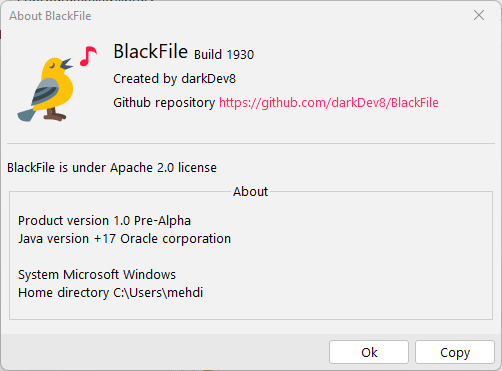 About BlackFile
BlackFile Build 1930
Created by darkDev8
Github repository https://github.com/darkDev8/BlackFile
BlackFile is under Apache 2.0 license
About
Product version 1.0 Pre-Alpha
Java version +17 Oracle corporation
System Microsoft Windows
Home directory C:\Users\mehdi
Ok
Copy